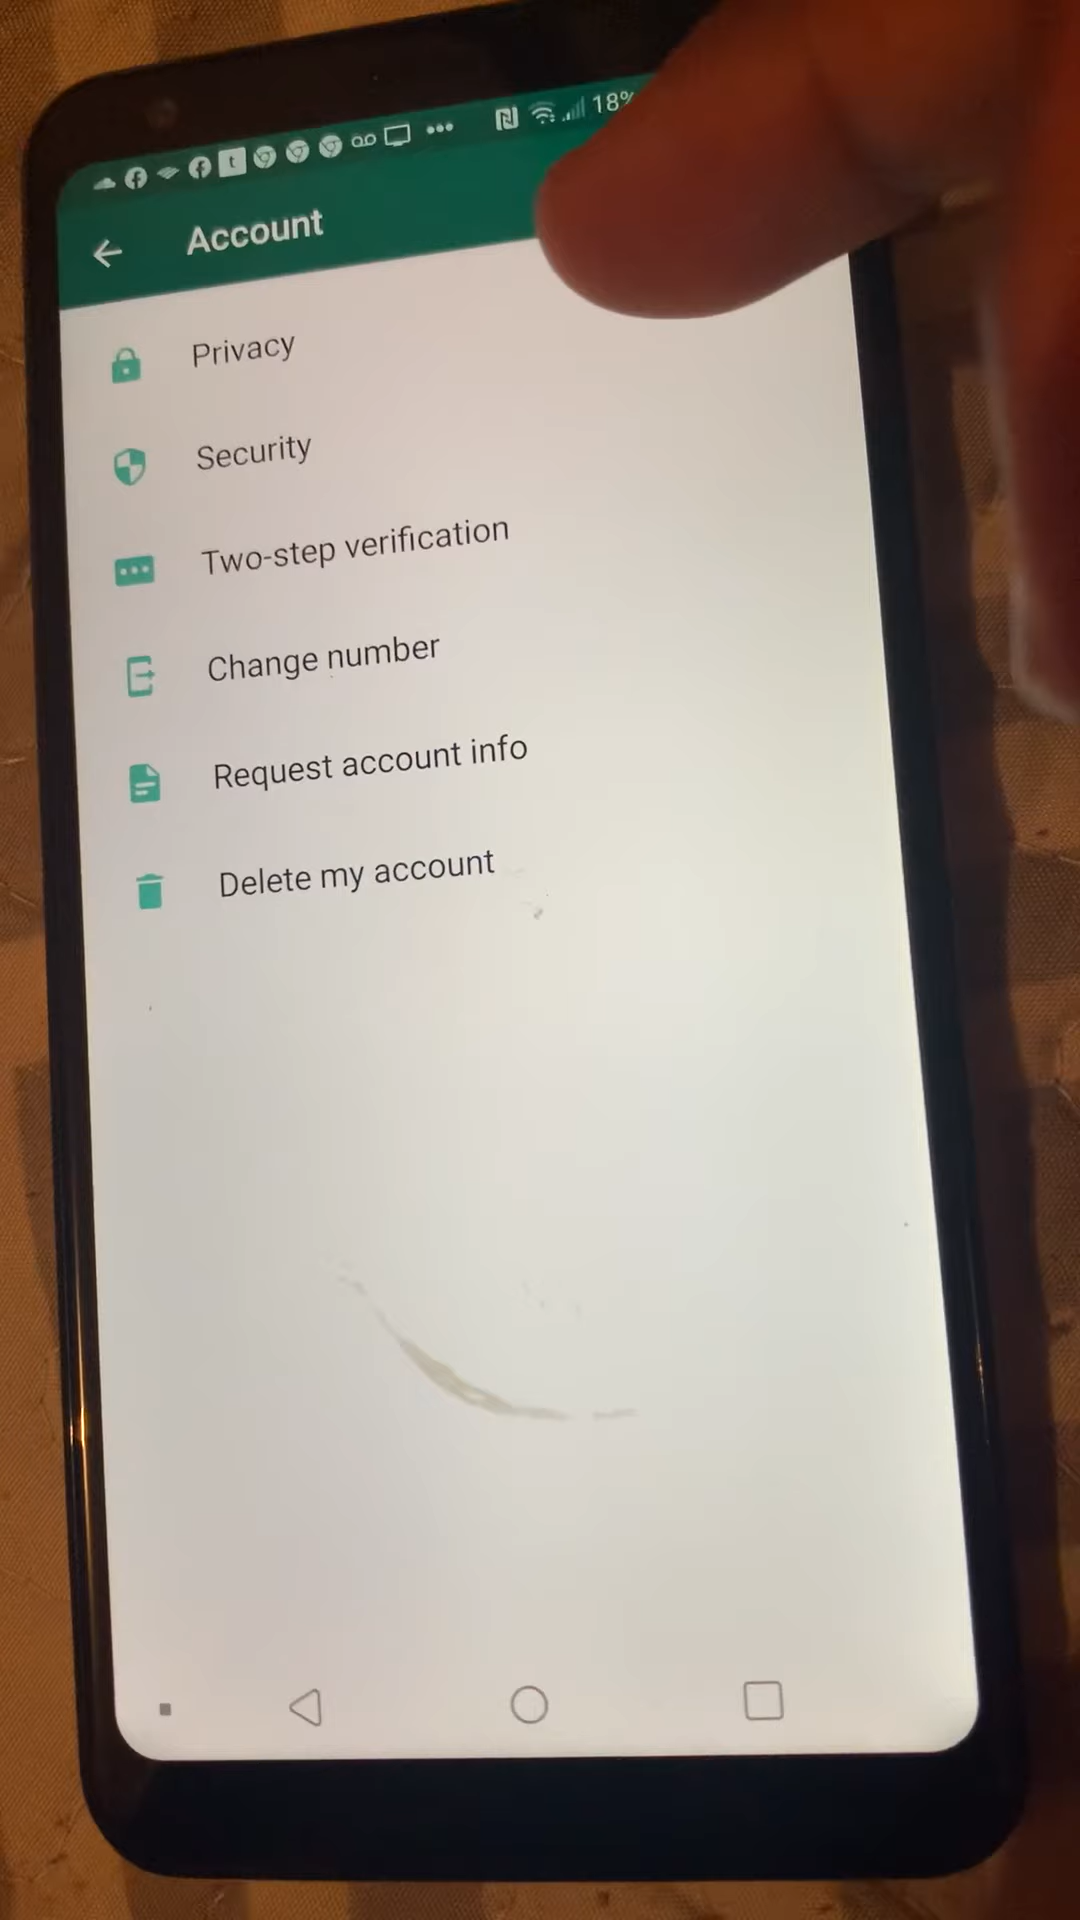 18%
Account
Privacy
Security
Two-step verification
Change number
Request account info
Delete my account